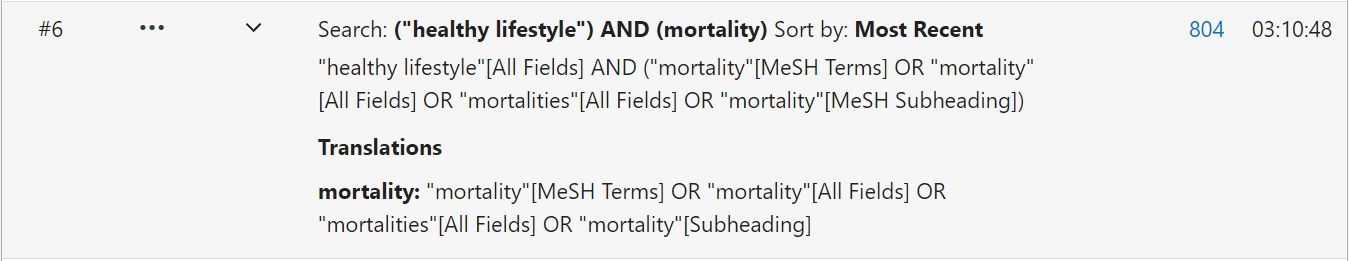 #6 ••• Search: ("healthy lifestyle") AND (mortality) Sort by: Most Recent 804 03:10:48
"healthy lifestyle"[All Fields] AND ("mortality"[MeSH Terms] OR "mortality"
[All Fields] OR "mortalities"[All Fields] OR "mortality"[MeSH Subheading])
Translations
mortality: "mortality"[MeSH Terms] OR "mortality"[All Fields] OR
"mortalities"[All Fields] OR "mortality"[Subheading]